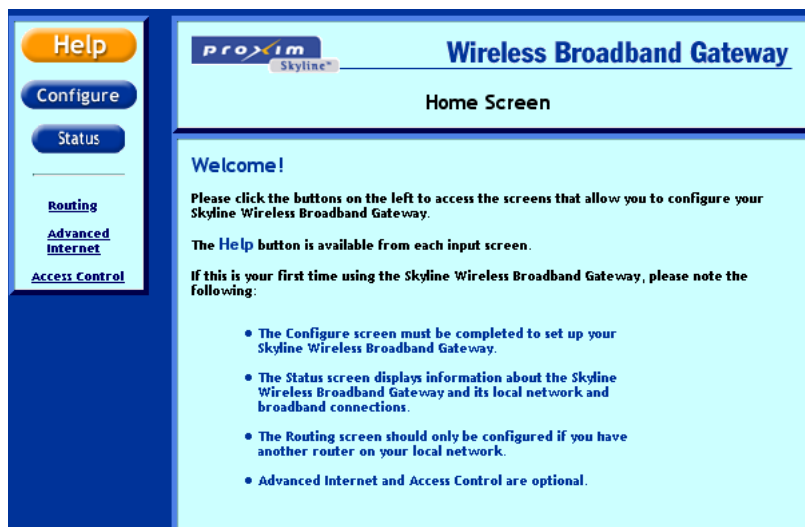 Help
Configure
Status
Routing
Advanced
Internet
Access Control
proxim
Skyline™
Wireless Broadband Gateway
Home Screen
Welcome!
Please click the buttons on the left to access the screens that allow you to configure your
Skyline Wireless Broadband Gateway.
The Help button is available from each input screen.
If this is your first time using the Skyline Wireless Broadband Gateway, please note the
following:
• The Configure screen must be completed to set up your
Skyline Wireless Broadband Gateway.
• The Status screen displays information about the Skyline
Wireless Broadband Gateway and its local network and
broadband connections.
• The Routing screen should only be configured if you have
another router on your local network.
• Advanced Internet and Access Control are optional.